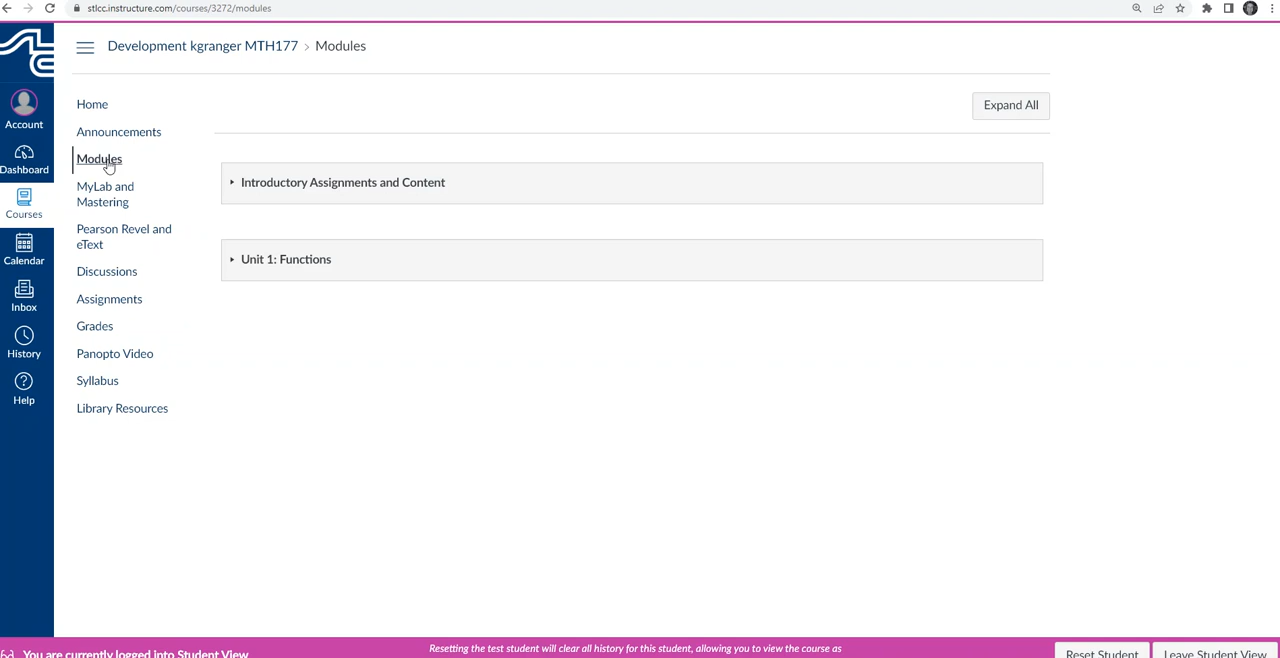 stlcc.instructure.com/courses/3272/modules
Development kgranger MTH177 > Modules
Account
Dashboard
Courses
Calendar
Inbox
History
Help
Home
Announcements
Modules
MyLab and
Mastering
Pearson Revel and
eText
Discussions
Assignments
Grades
Panopto Video
Syllabus
Library Resources
Expand All
Introductory Assignments and Content
Unit 1: Functions
You are currently logged into Student View
Resetting the test student will clear all history for this student, allowing you to view the course as
Reset Student
Leave Student View